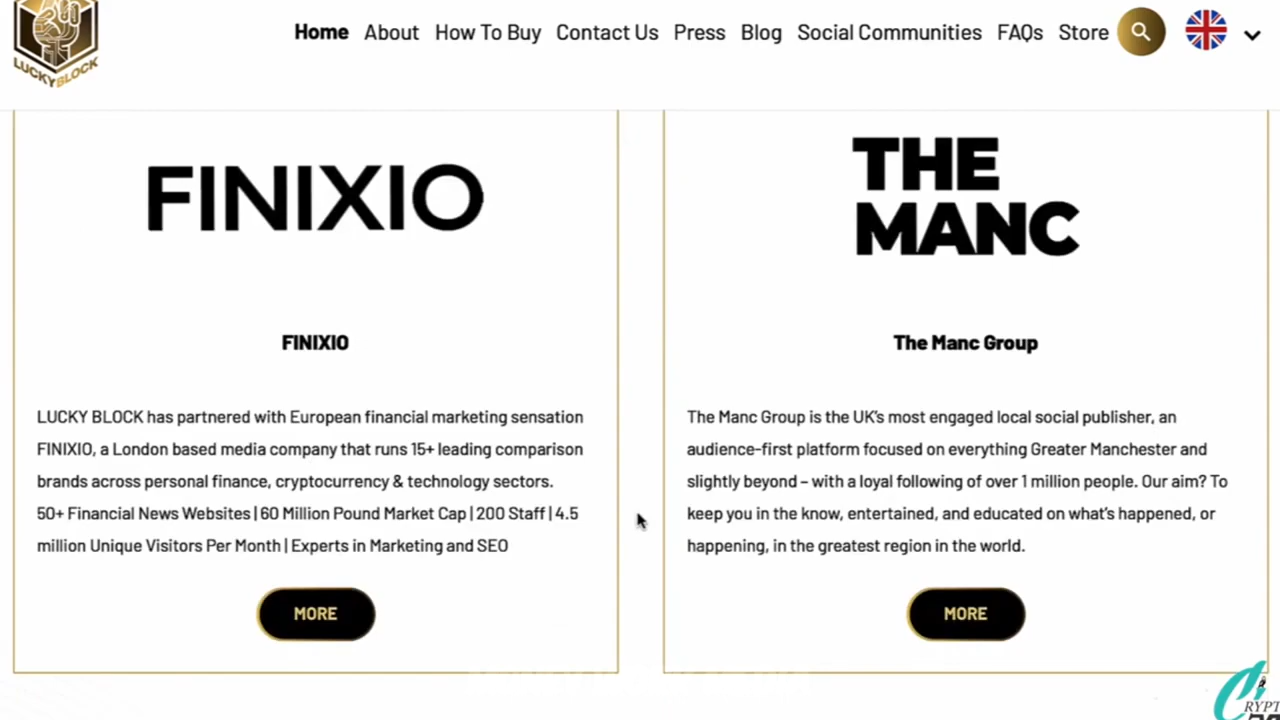 LUCKY BLOCK
Home About How To Buy Contact Us Press Blog Social Communities FAQs Store
FINIXIO
THE
MANC
FINIXIO
The Manc Group
LUCKY BLOCK has partnered with European financial marketing sensation
FINIXIO, a London based media company that runs 15+ leading comparison
brands across personal finance, cryptocurrency & technology sectors.
50+ Financial News Websites | 60 Million Pound Market Cap | 200 Staff | 4.5
million Unique Visitors Per Month | Experts in Marketing and SEO
The Manc Group is the UK's most engaged local social publisher, an
audience-first platform focused on everything Greater Manchester and
slightly beyond – with a loyal following of over 1 million people. Our aim? To
keep you in the know, entertained, and educated on what's happened, or
happening, in the greatest region in the world.
MORE
MORE